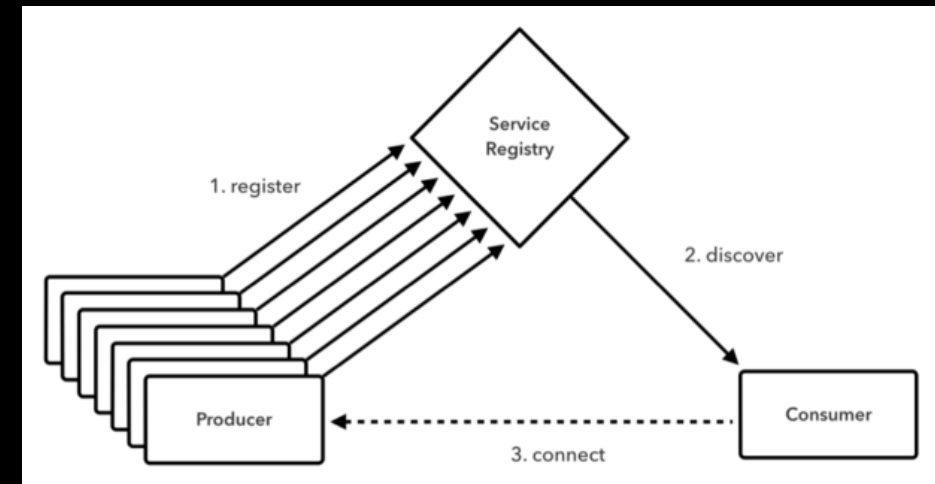 Service
Registry
1. register
2. discover
Producer
Consumer
3. connect